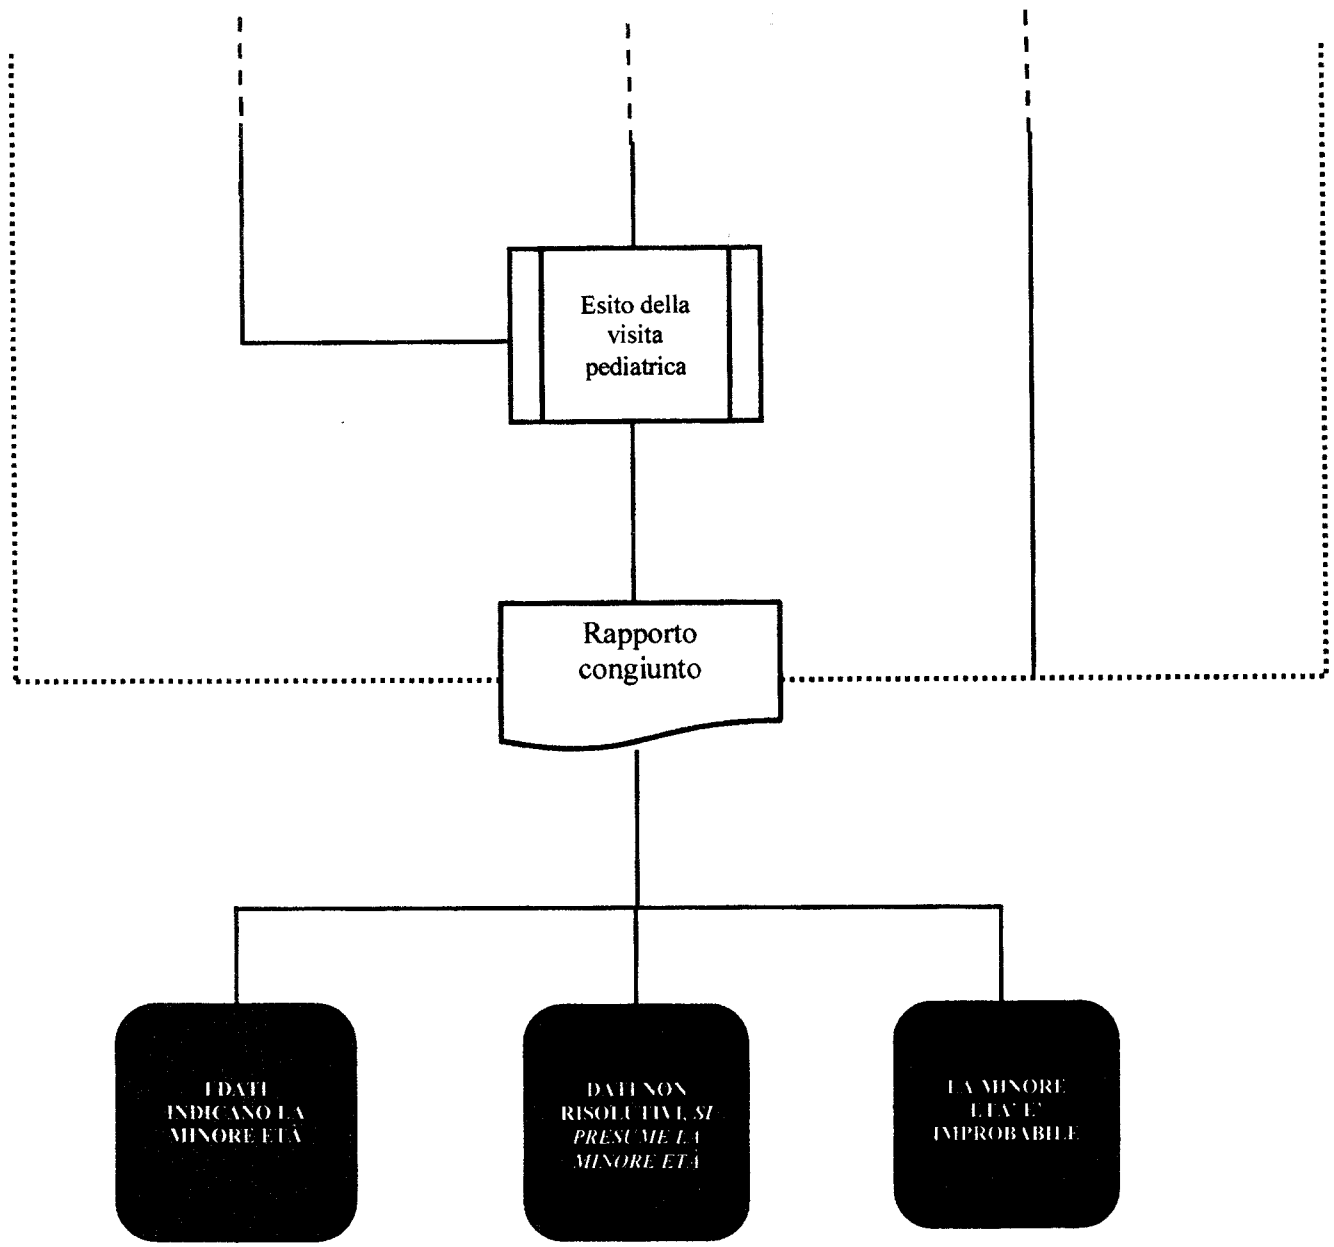 Esito della
visita
pediatrica
Rapporto
congiunto
I DATI
INDICANO LA
MINORE ETÀ
DATI NON
RISOLUTIVI, SI
PRESUME LA
MINORE ETÀ
LA MINORE
ETA' E'
IMPROBABILE